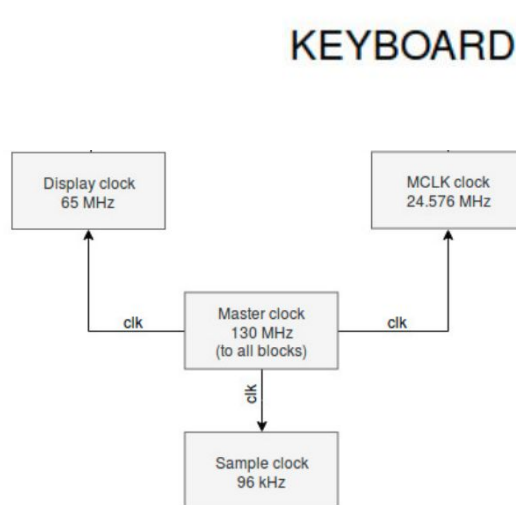 KEYBOARD
Display clock
65 MHz
MCLK clock
24.576 MHz
clk
Master clock
130 MHz
(to all blocks)
clk
clk
Sample clock
96 kHz